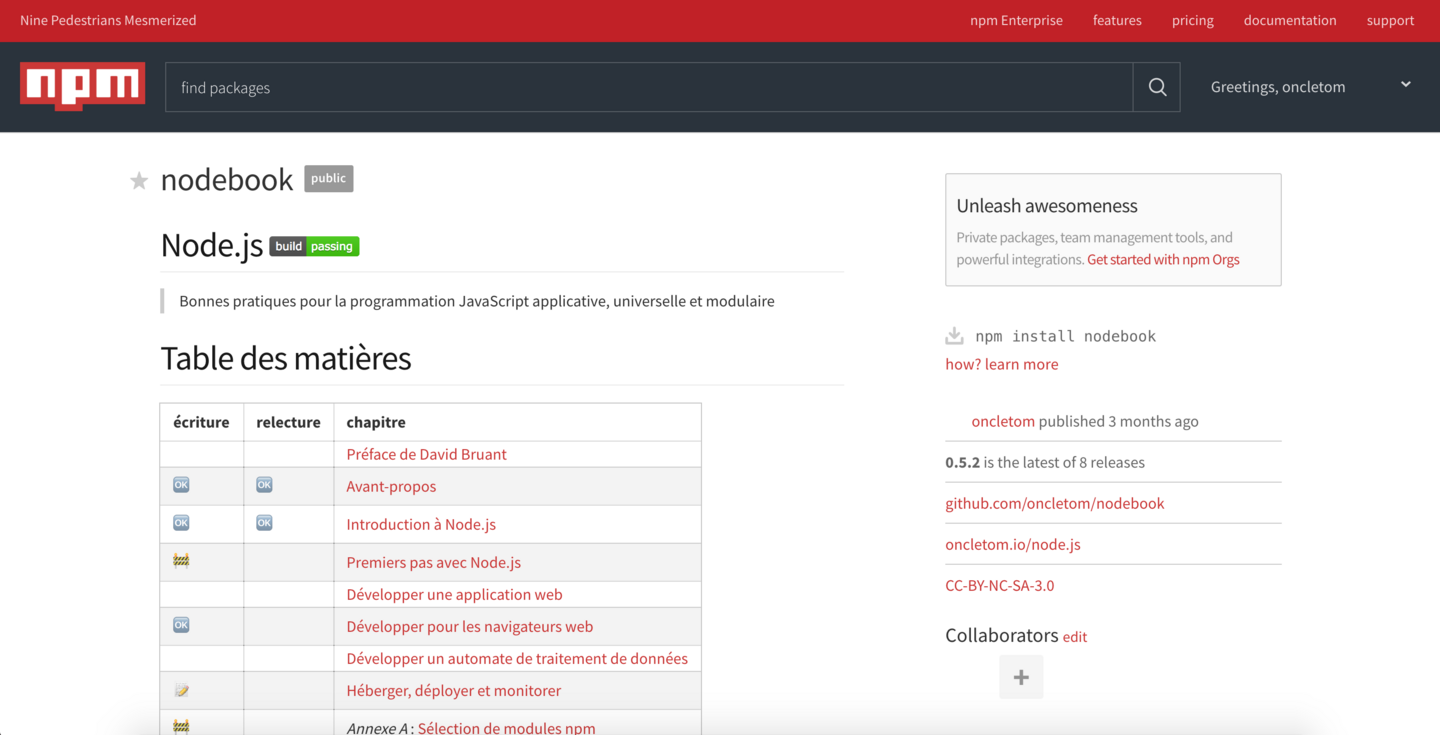 Nine Pedestrians Mesmerized
npm Enterprise features pricing documentation support
npm
find packages
Greetings, oncletom
nodebook public
Node.js build passing
Bonnes pratiques pour la programmation JavaScript applicative, universelle et modulaire
Table des matières
écriture relecture chapitre
Préface de David Bruant
OK OK Avant-propos
OK OK Introduction à Node.js
Premiers pas avec Node.js
Développer une application web
OK Développer pour les navigateurs web
Développer un automate de traitement de données
Héberger, déployer et monitorer
Annexe A : Sélection de modules npm
Unleash awesomeness
Private packages, team management tools, and
powerful integrations. Get started with npm Orgs
npm install nodebook
how? learn more
oncletom published 3 months ago
0.5.2 is the latest of 8 releases
github.com/oncletom/nodebook
oncletom.io/node.js
CC-BY-NC-SA-3.0
Collaborators edit
+